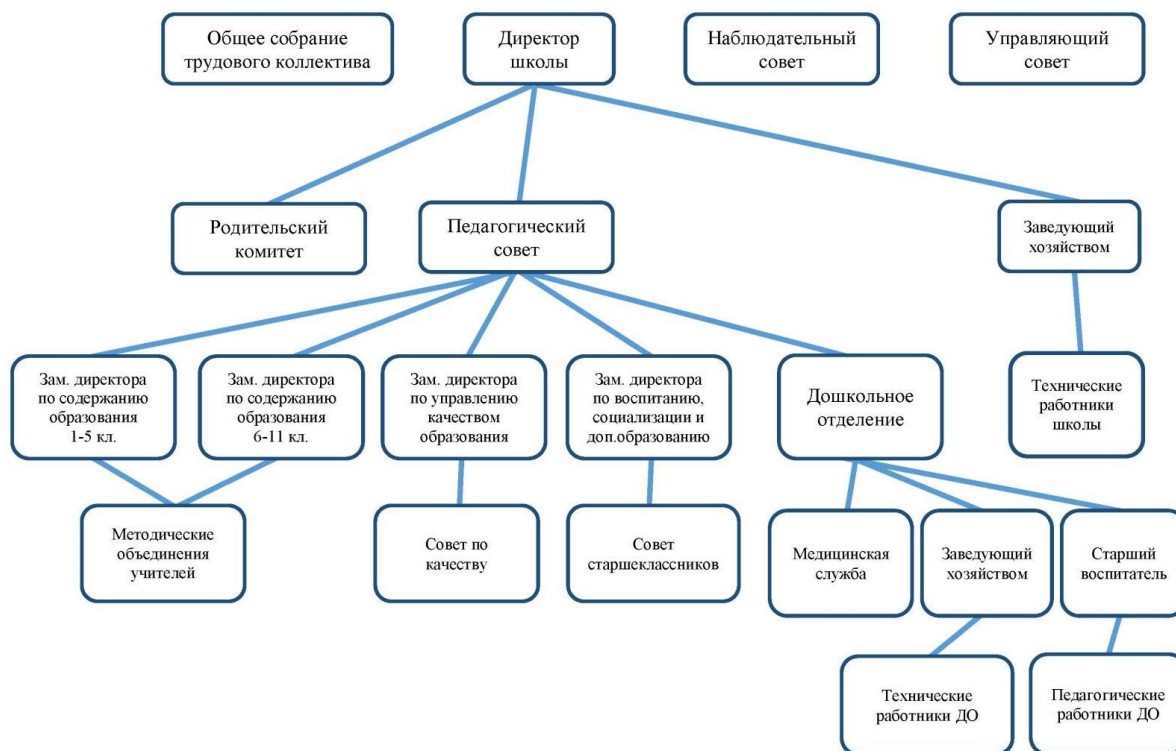 Общее собрание
трудового коллектива
Директор
школы
Наблюдательный
совет
Управляющий
совет
Родительский
комитет
Педагогический
совет
Заведующий
хозяйством
Зам. директора
по содержанию
образования
1-5 кл.
Зам. директора
по содержанию
образования
6-11 кл.
Зам. директора
по управлению
качеством
образования
Зам. директора
по воспитанию,
социализации и
доп.образованию
Дошкольное
отделение
Технические
работники
школы
Методические
объединения
учителей
Совет по
качеству
Совет
старшеклассников
Медицинская
служба
Заведующий
хозяйством
Старший
воспитатель
Технические
работники ДО
Педагогические
работники ДО